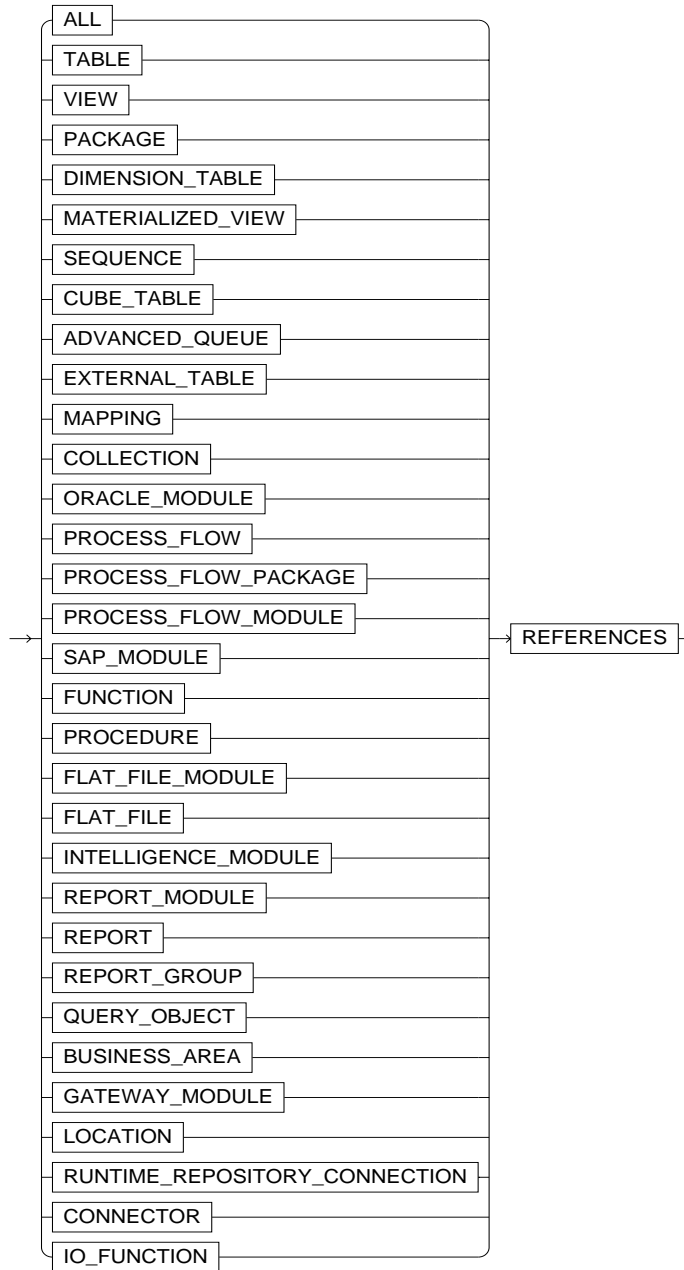 ALL
TABLE
VIEW
PACKAGE
DIMENSION_TABLE
MATERIALIZED_VIEW
SEQUENCE
CUBE_TABLE
ADVANCED_QUEUE
EXTERNAL_TABLE
MAPPING
COLLECTION
ORACLE_MODULE
PROCESS_FLOW
PROCESS_FLOW_PACKAGE
PROCESS_FLOW_MODULE
REFERENCES
SAP_MODULE
FUNCTION
PROCEDURE
FLAT_FILE_MODULE
FLAT_FILE
INTELLIGENCE_MODULE
REPORT_MODULE
REPORT
REPORT_GROUP
QUERY_OBJECT
BUSINESS_AREA
GATEWAY_MODULE
LOCATION
RUNTIME_REPOSITORY_CONNECTION
CONNECTOR
IO_FUNCTION